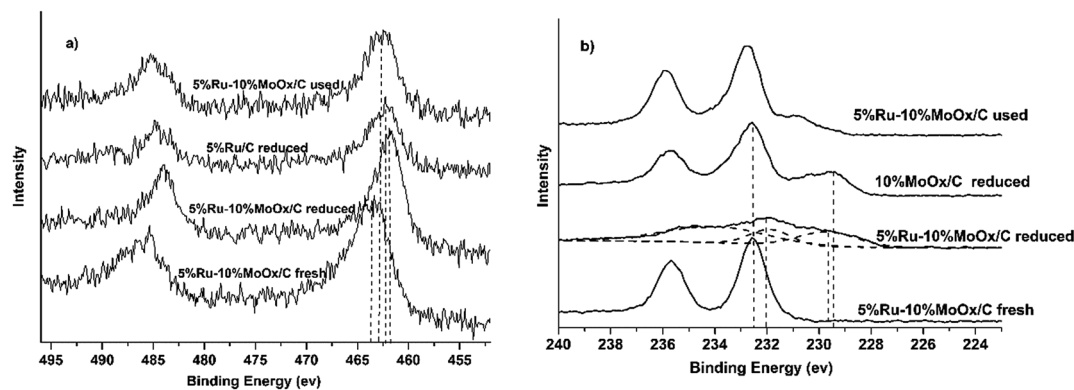 a)
5%Ru-10%MoOx/C used
5%Ru/C reduced
5%Ru-10%MoOx/C reduced
5%Ru-10%MoOx/C fresh
Intensity
495 490 485 480 475 470 465 460 455
Binding Energy (ev)
b)
5%Ru-10%MoOx/C used
10%MoOx/C reduced
5%Ru-10%MoOx/C reduced
5%Ru-10%MoOx/C fresh
Intensity
240 238 236 234 232 230 228 226 224
Binding Energy (ev)